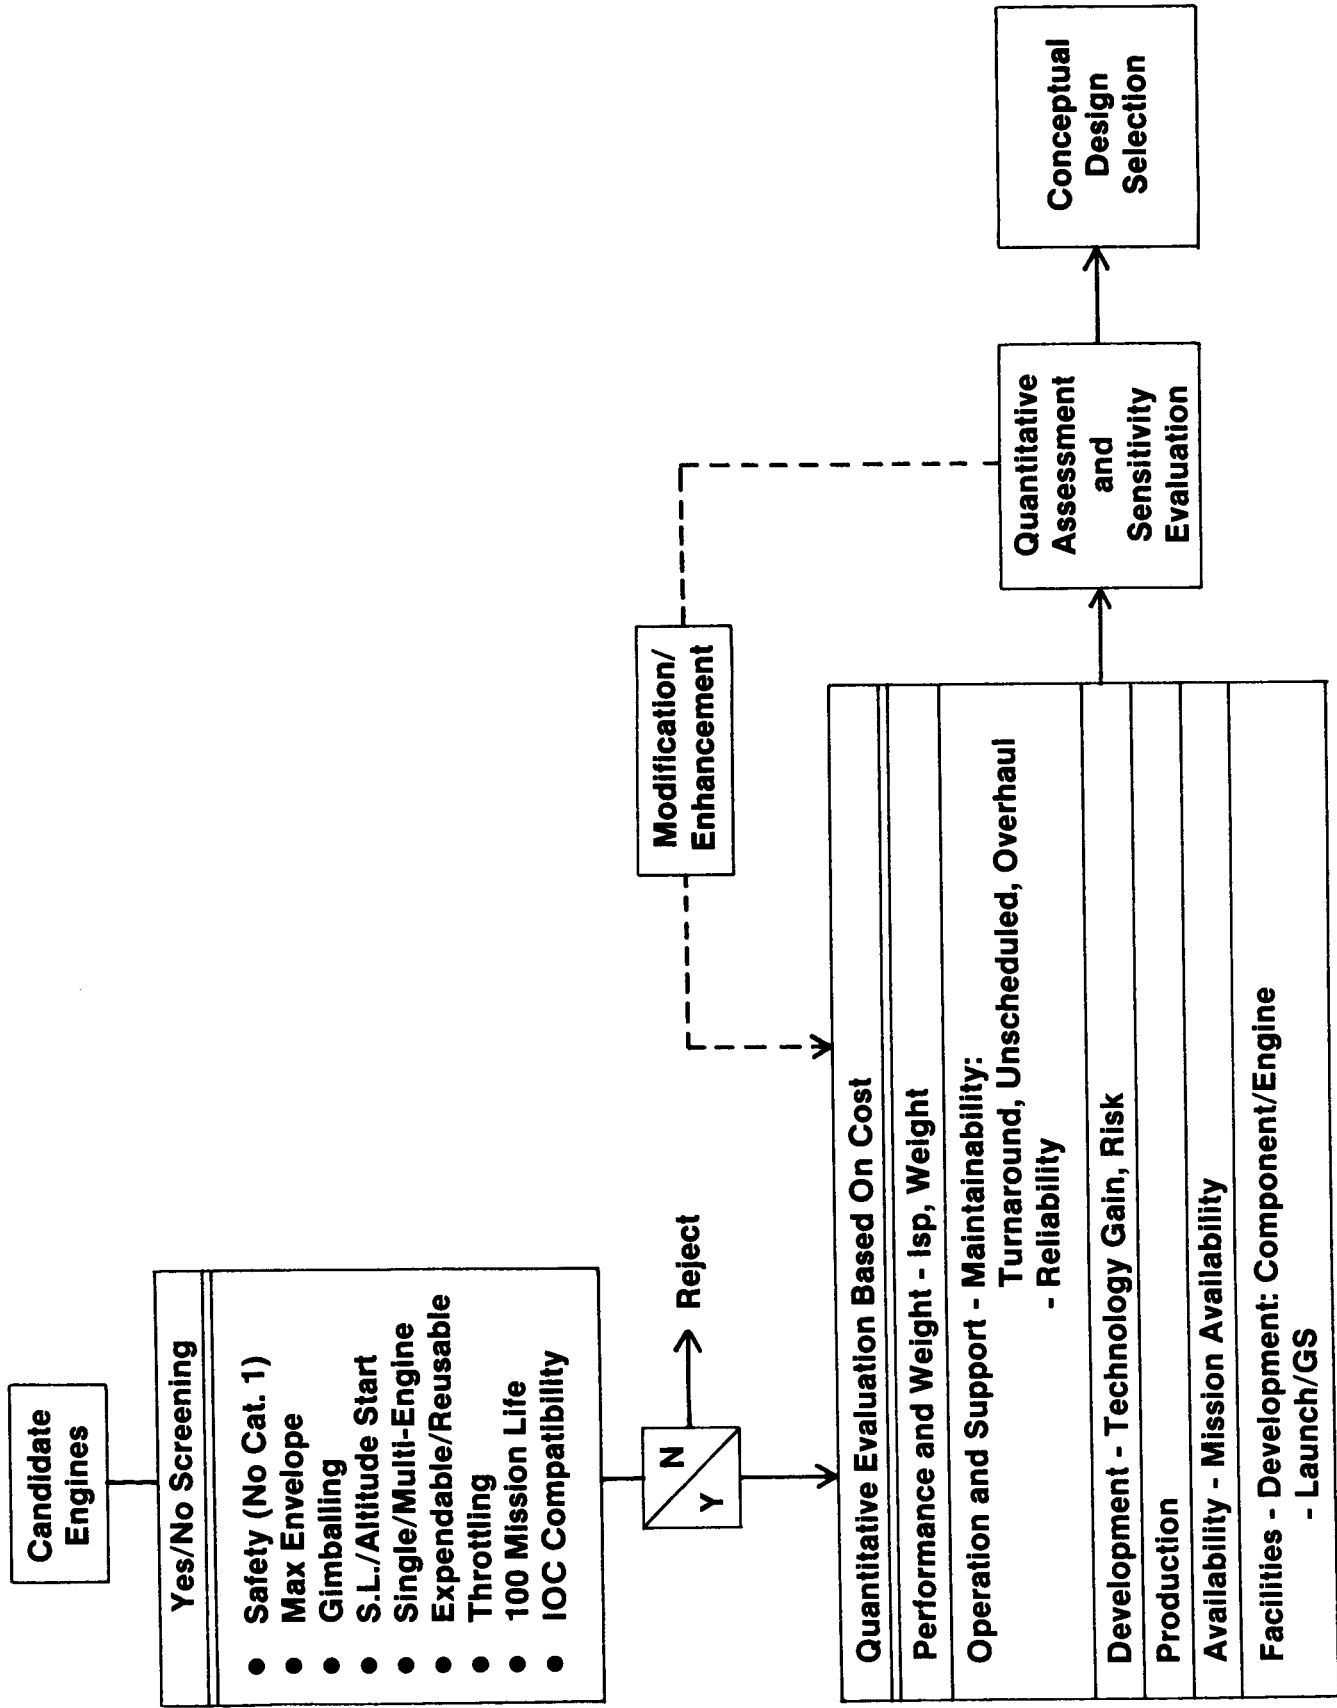 Candidate
Engines
Yes/No Screening
● Safety (No Cat. 1)
● Max Envelope
● Gimballing
● S.L./Altitude Start
● Single/Multi-Engine
● Expendable/Reusable
● Throttling
● 100 Mission Life
● IOC Compatibility
Y N
Reject
Quantitative Evaluation Based On Cost
Performance and Weight - Isp, Weight
Operation and Support - Maintainability:
Turnaround, Unscheduled, Overhaul
- Reliability
Development - Technology Gain, Risk
Production
Availability - Mission Availability
Facilities - Development: Component/Engine
- Launch/GS
Modification/
Enhancement
Quantitative
Assessment
and
Sensitivity
Evaluation
Conceptual
Design
Selection